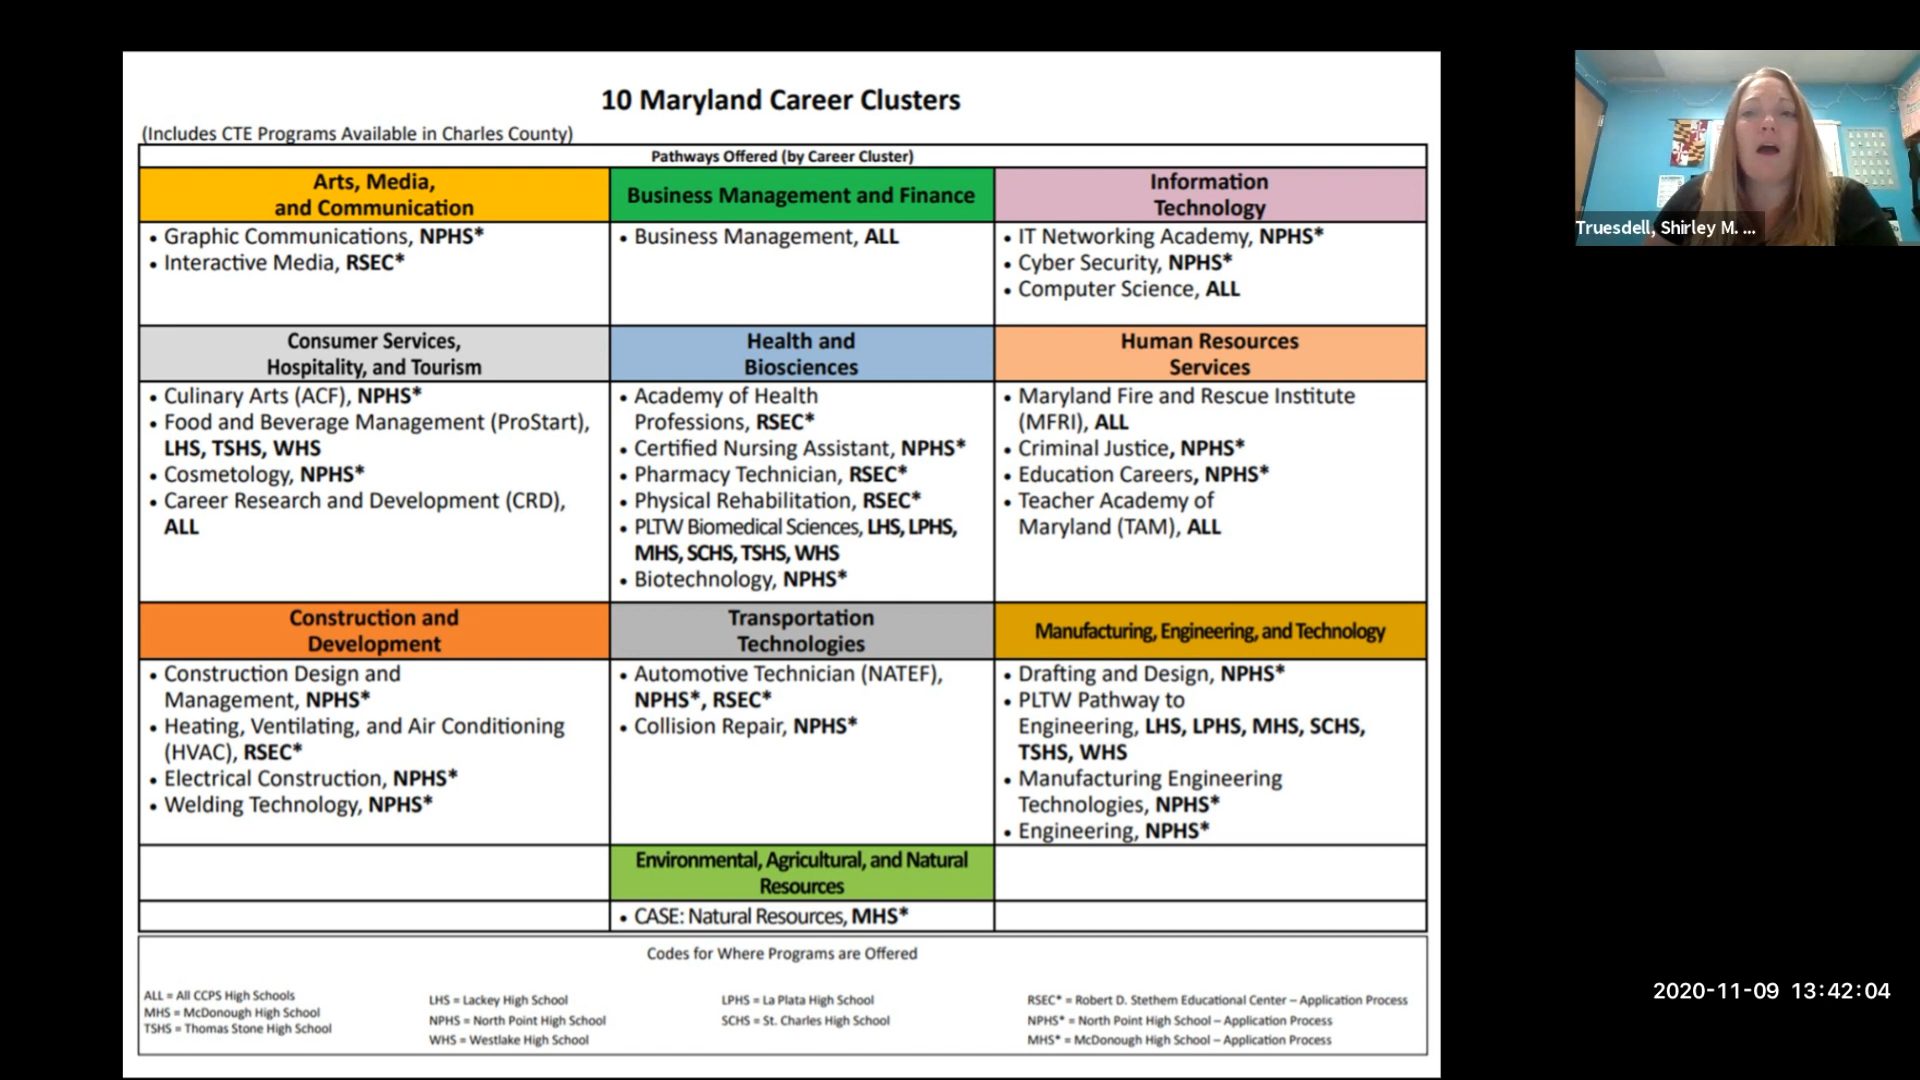 10 Maryland Career Clusters
(Includes CTE Programs Available in Charles County)
Pathways Offered (by Career Cluster)
Arts, Media,
and Communication
• Graphic Communications, NPHS*
• Interactive Media, RSEC*
Business Management and Finance
• Business Management, ALL
Information
Technology
• IT Networking Academy, NPHS*
• Cyber Security, NPHS*
• Computer Science, ALL
Consumer Services,
Hospitality, and Tourism
• Culinary Arts (ACF), NPHS*
• Food and Beverage Management (ProStart),
LHS, TSHS, WHS
• Cosmetology, NPHS*
• Career Research and Development (CRD),
ALL
Health and
Biosciences
• Academy of Health
Professions, RSEC*
• Certified Nursing Assistant, NPHS*
• Pharmacy Technician, RSEC*
• Physical Rehabilitation, RSEC*
• PLTW Biomedical Sciences, LHS, LPHS,
MHS, SCHS, TSHS, WHS
• Biotechnology, NPHS*
Human Resources
Services
• Maryland Fire and Rescue Institute
(MFRI), ALL
• Criminal Justice, NPHS*
• Education Careers, NPHS*
• Teacher Academy of
Maryland (TAM), ALL
Construction and
Development
• Construction Design and
Management, NPHS*
• Heating, Ventilating, and Air Conditioning
(HVAC), RSEC*
• Electrical Construction, NPHS*
• Welding Technology, NPHS*
Transportation
Technologies
• Automotive Technician (NATEF),
NPHS*, RSEC*
• Collision Repair, NPHS*
Manufacturing, Engineering, and Technology
• Drafting and Design, NPHS*
• PLTW Pathway to
Engineering, LHS, LPHS, MHS, SCHS,
TSHS, WHS
• Manufacturing Engineering
Technologies, NPHS*
• Engineering, NPHS*
Environmental, Agricultural, and Natural
Resources
• CASE: Natural Resources, MHS*
Codes for Where Programs are Offered
ALL = All CCPS High Schools
MHS = McDonough High School
TSHS = Thomas Stone High School
LHS = Lackey High School
NPHS = North Point High School
WHS = Westlake High School
LPHS = La Plata High School
SCHS = St. Charles High School
RSEC* = Robert D. Stethem Educational Center – Application Process
NPHS* = North Point High School – Application Process
MHS* = McDonough High School – Application Process
Truesdell, Shirley M. ...
2020-11-09 13:42:04